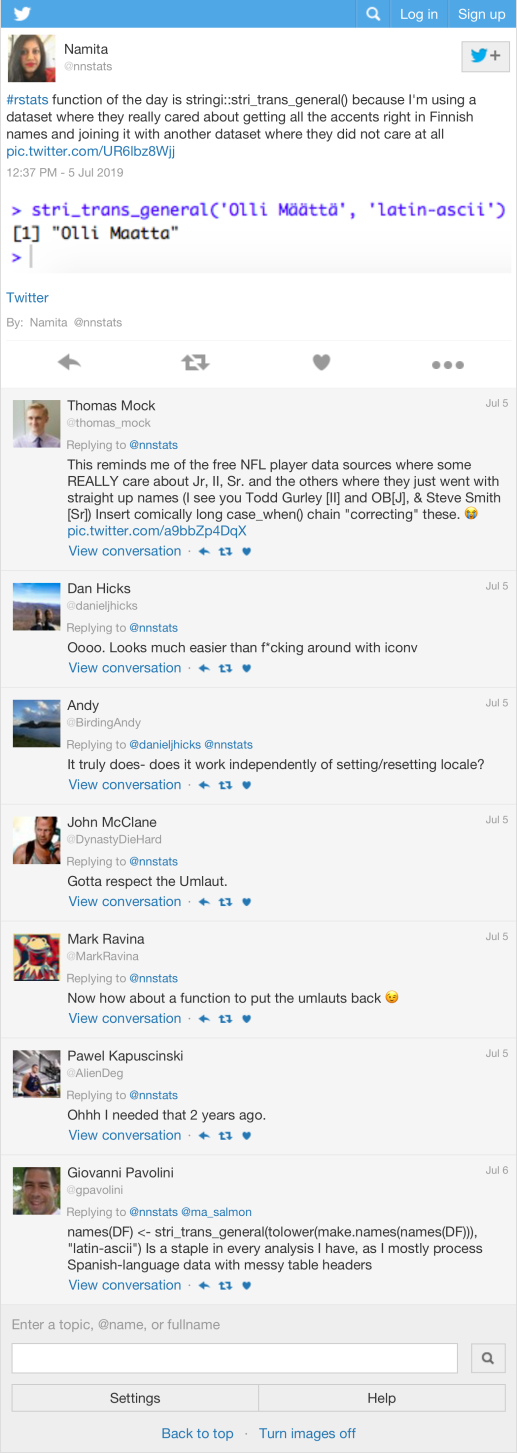 Log in Sign up
Namita
@nnstats
#rstats function of the day is stringi::stri_trans_general() because I'm using a
dataset where they really cared about getting all the accents right in Finnish
names and joining it with another dataset where they did not care at all
pic.twitter.com/UR6lbz8Wjj
12:37 PM - 5 Jul 2019
> stri_trans_general('Olli Määttä', 'latin-ascii')
[1] "Olli Maatta"
>
Twitter
By: Namita @nnstats
Thomas Mock Jul 5
@thomas_mock
Replying to @nnstats
This reminds me of the free NFL player data sources where some
REALLY care about Jr, II, Sr. and the others where they just went with
straight up names (I see you Todd Gurley [II] and OB[J], & Steve Smith
[Sr]) Insert comically long case_when() chain "correcting" these. 😭
pic.twitter.com/a9bbZp4DqX
View conversation ·
Dan Hicks Jul 5
@danieljhicks
Replying to @nnstats
Oooo. Looks much easier than f*cking around with iconv
View conversation ·
Andy Jul 5
@BirdingAndy
Replying to @danieljhicks @nnstats
It truly does- does it work independently of setting/resetting locale?
View conversation ·
John McClane Jul 5
@DynastyDieHard
Replying to @nnstats
Gotta respect the Umlaut.
View conversation ·
Mark Ravina Jul 5
@MarkRavina
Replying to @nnstats
Now how about a function to put the umlauts back 😉
View conversation ·
Pawel Kapuscinski Jul 5
@AlienDeg
Replying to @nnstats
Ohhh I needed that 2 years ago.
View conversation ·
Giovanni Pavolini Jul 6
@gpavolini
Replying to @nnstats @ma_salmon
names(DF) <- stri_trans_general(tolower(make.names(names(DF))),
"latin-ascii") Is a staple in every analysis I have, as I mostly process
Spanish-language data with messy table headers
View conversation ·
Enter a topic, @name, or fullname
Settings Help
Back to top · Turn images off